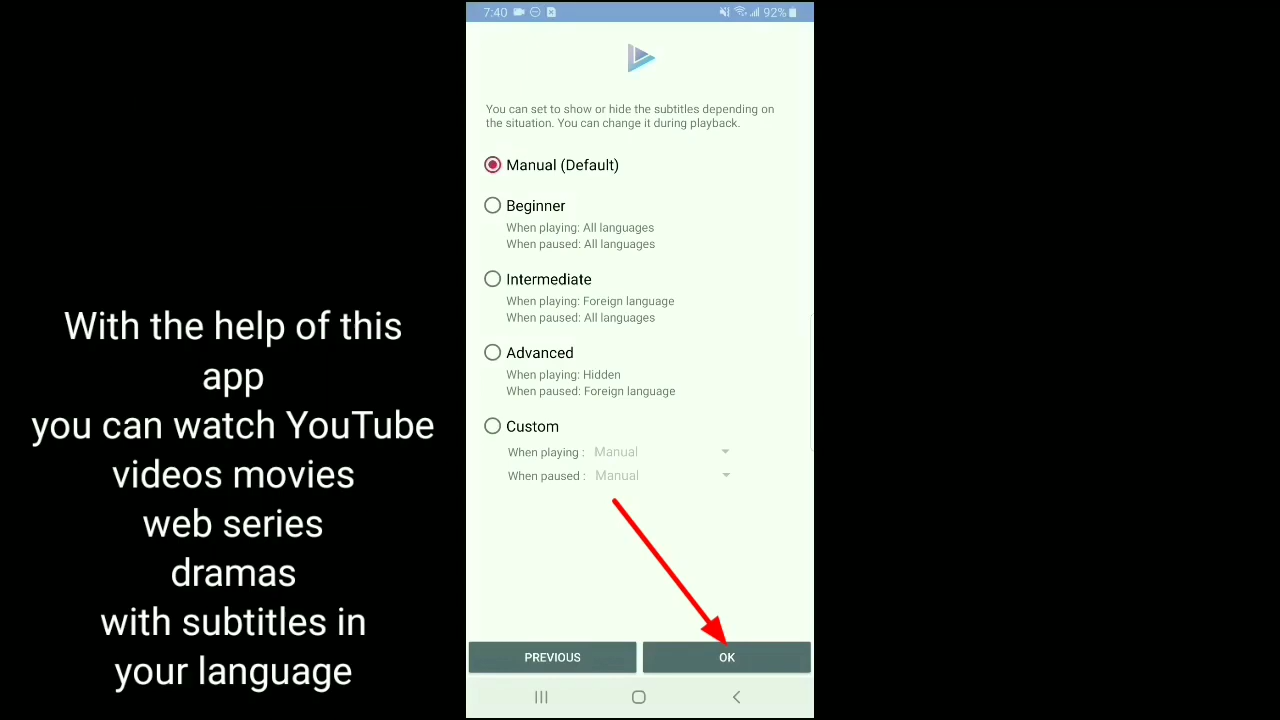 7:40
92%
You can set to show or hide the subtitles depending on
the situation. You can change it during playback.
Manual (Default)
Beginner
When playing: All languages
When paused: All languages
Intermediate
When playing: Foreign language
When paused: All languages
Advanced
When playing: Hidden
When paused: Foreign language
Custom
When playing : Manual
When paused : Manual
PREVIOUS
OK
With the help of this
app
you can watch YouTube
videos movies
web series
dramas
with subtitles in
your language